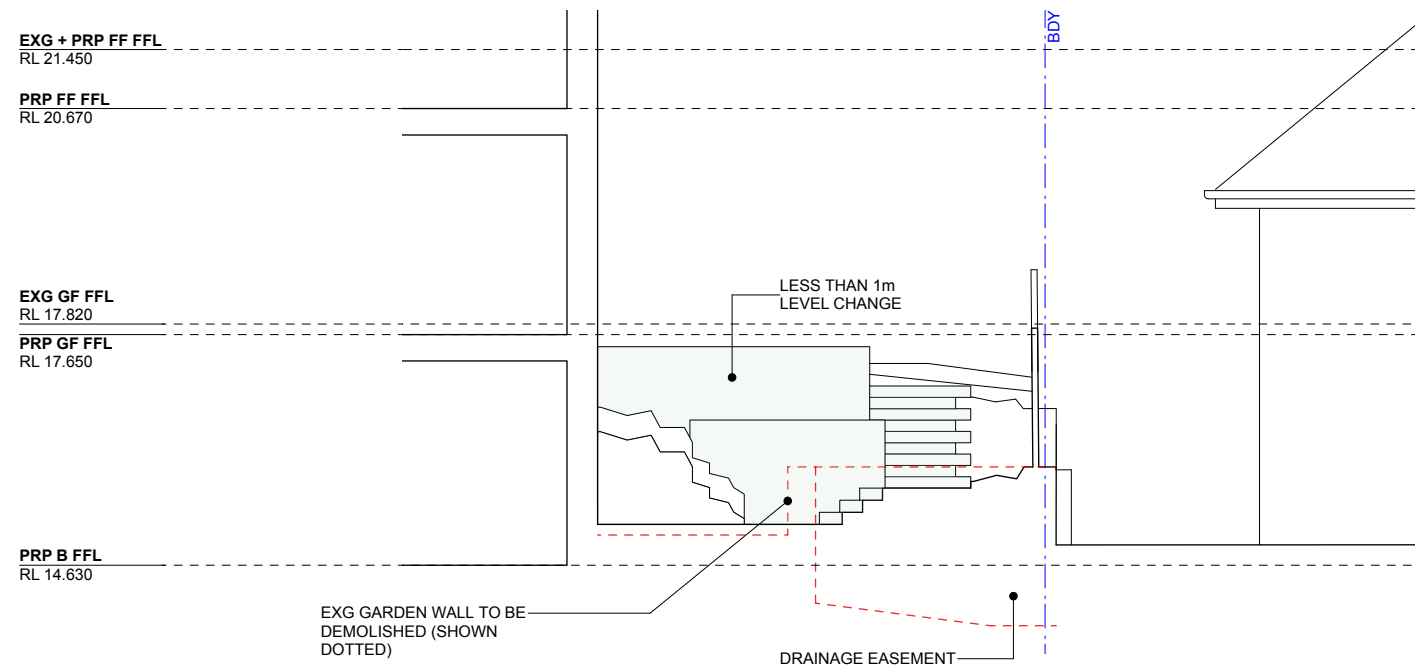 EXG + PRP FF FFL
RL 21.450
PRP FF FFL
RL 20.670
BDY
EXG GF FFL
RL 17.820
PRP GF FFL
RL 17.650
LESS THAN 1m
LEVEL CHANGE
PRP B FFL
RL 14.630
EXG GARDEN WALL TO BE
DEMOLISHED (SHOWN
DOTTED)
DRAINAGE EASEMENT